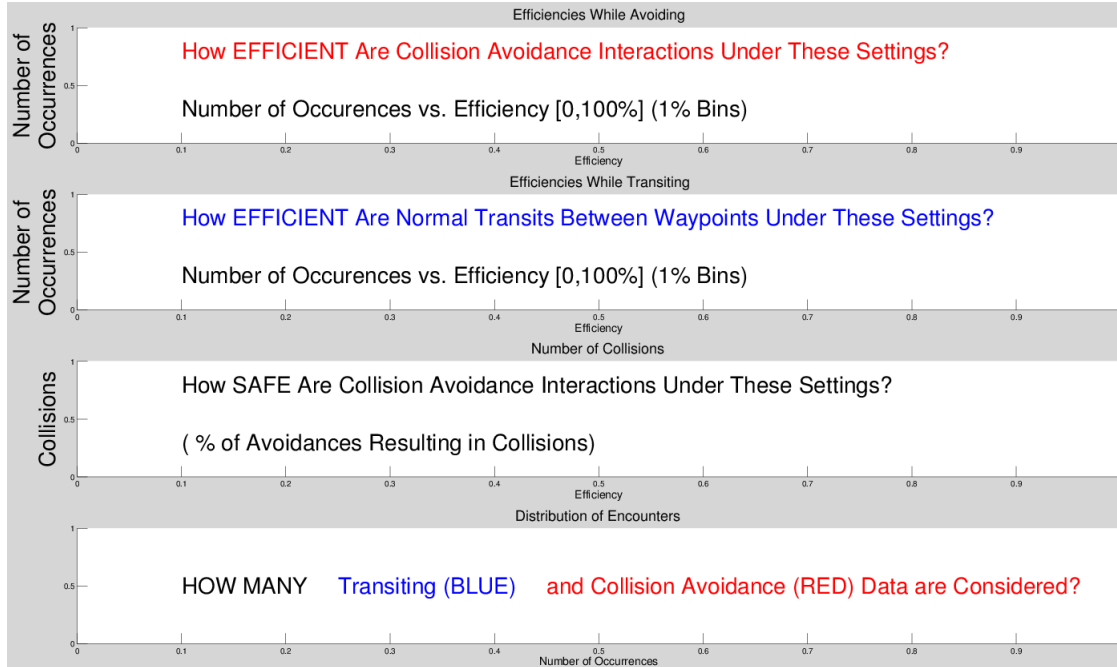 Efficiencies While Avoiding
Number of
Occurrences
1
0.5
0
How EFFICIENT Are Collision Avoidance Interactions Under These Settings?
Number of Occurences vs. Efficiency [0,100%] (1% Bins)
0 0.1 0.2 0.3 0.4 0.5 0.6 0.7 0.8 0.9
Efficiency
Efficiencies While Transiting
Number of
Occurrences
1
0.5
0
How EFFICIENT Are Normal Transits Between Waypoints Under These Settings?
Number of Occurences vs. Efficiency [0,100%] (1% Bins)
0 0.1 0.2 0.3 0.4 0.5 0.6 0.7 0.8 0.9
Efficiency
Number of Collisions
Collisions
1
0.5
0
How SAFE Are Collision Avoidance Interactions Under These Settings?
( % of Avoidances Resulting in Collisions)
0 0.1 0.2 0.3 0.4 0.5 0.6 0.7 0.8 0.9
Efficiency
Distribution of Encounters
1
0.5
0
HOW MANY Transiting (BLUE) and Collision Avoidance (RED) Data are Considered?
0 0.1 0.2 0.3 0.4 0.5 0.6 0.7 0.8 0.9
Number of Occurrences